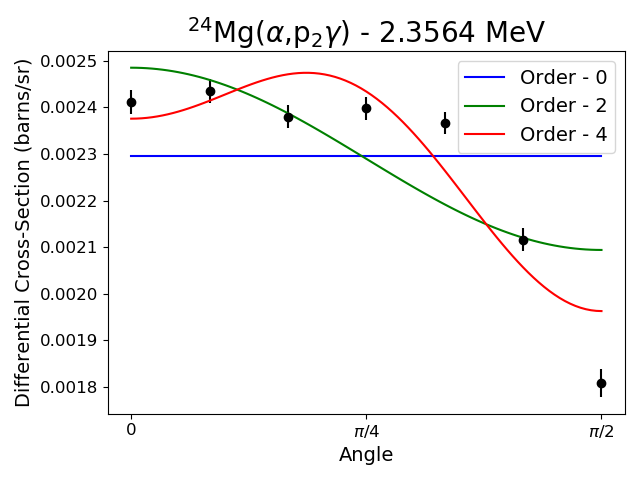 ²⁴Mg(α,p₂γ) - 2.3564 MeV
Differential Cross-Section (barns/sr)
0.0025
0.0024
0.0023
0.0022
0.0021
0.0020
0.0019
0.0018
Order - 0
Order - 2
Order - 4
0 π/4 π/2
Angle